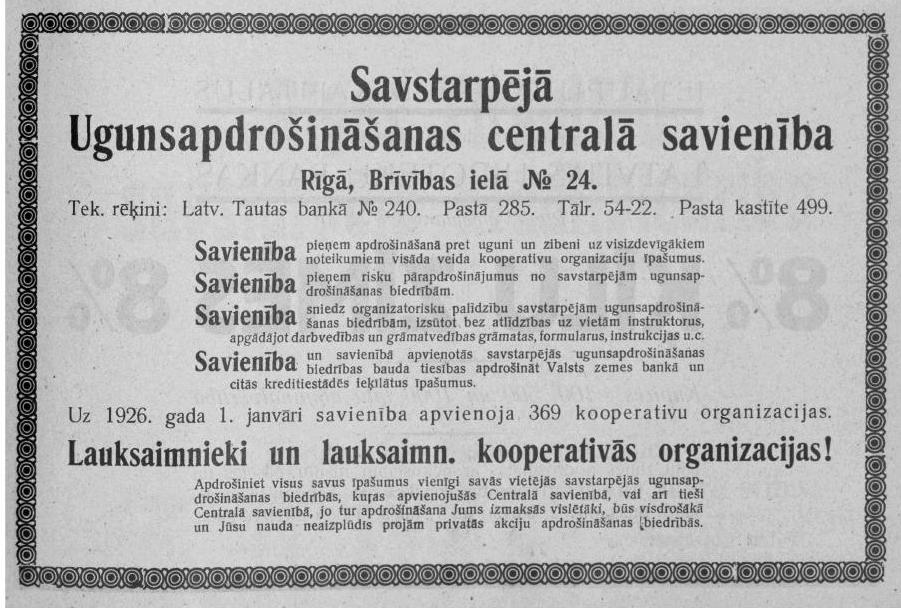 Savstarpējā
Ugunsapdrošināšanas centralā savienība
Rīgā, Brīvības ielā № 24.
Tek. rēķini: Latv. Tautas bankā № 240. Pastā 285. Tālr. 54-22. Pasta kastīte 499.
Savienība pieņem apdrošināšanā pret uguni un zibeni uz visizdevīgākiem
noteikumiem visāda veida kooperativu organizaciju īpašumus.
Savienība pieņem risku pārapdrošinājumus no savstarpējām ugunsap-
drošināšanas biedrībām.
Savienība sniedz organizatorisku palīdzību savstarpējām ugunsapdrošinā-
šanas biedrībām, izsūtot bez atlīdzības uz vietām instruktorus,
apgādājot darbvedības un grāmatvedības grāmatas, formularus, instrukcijas u.c.
Savienība un savienībā apvienotās savstarpējās ugunsapdrošināšanas
biedrības bauda tiesības apdrošināt Valsts zemes bankā un
citās kreditiestādēs ieķīlātus īpašumus.
Uz 1926. gada 1. janvāri savienība apvienoja 369 kooperativu organizacijas.
Lauksaimnieki un lauksaimn. kooperativās organizacijas!
Apdrošiniet visus savus īpašumus vienīgi savās vietējās savstarpējās ugunsap-
drošināšanas biedrībās, kuŗas apvienojušās Centralā savienībā, vai arī tieši
Centralā savienībā, jo tur apdrošināšana Jums izmaksās vislētāki, būs visdrošākā
un Jūsu nauda neaizplūdīs projām privatās akciju apdrošināšanas biedrībās.